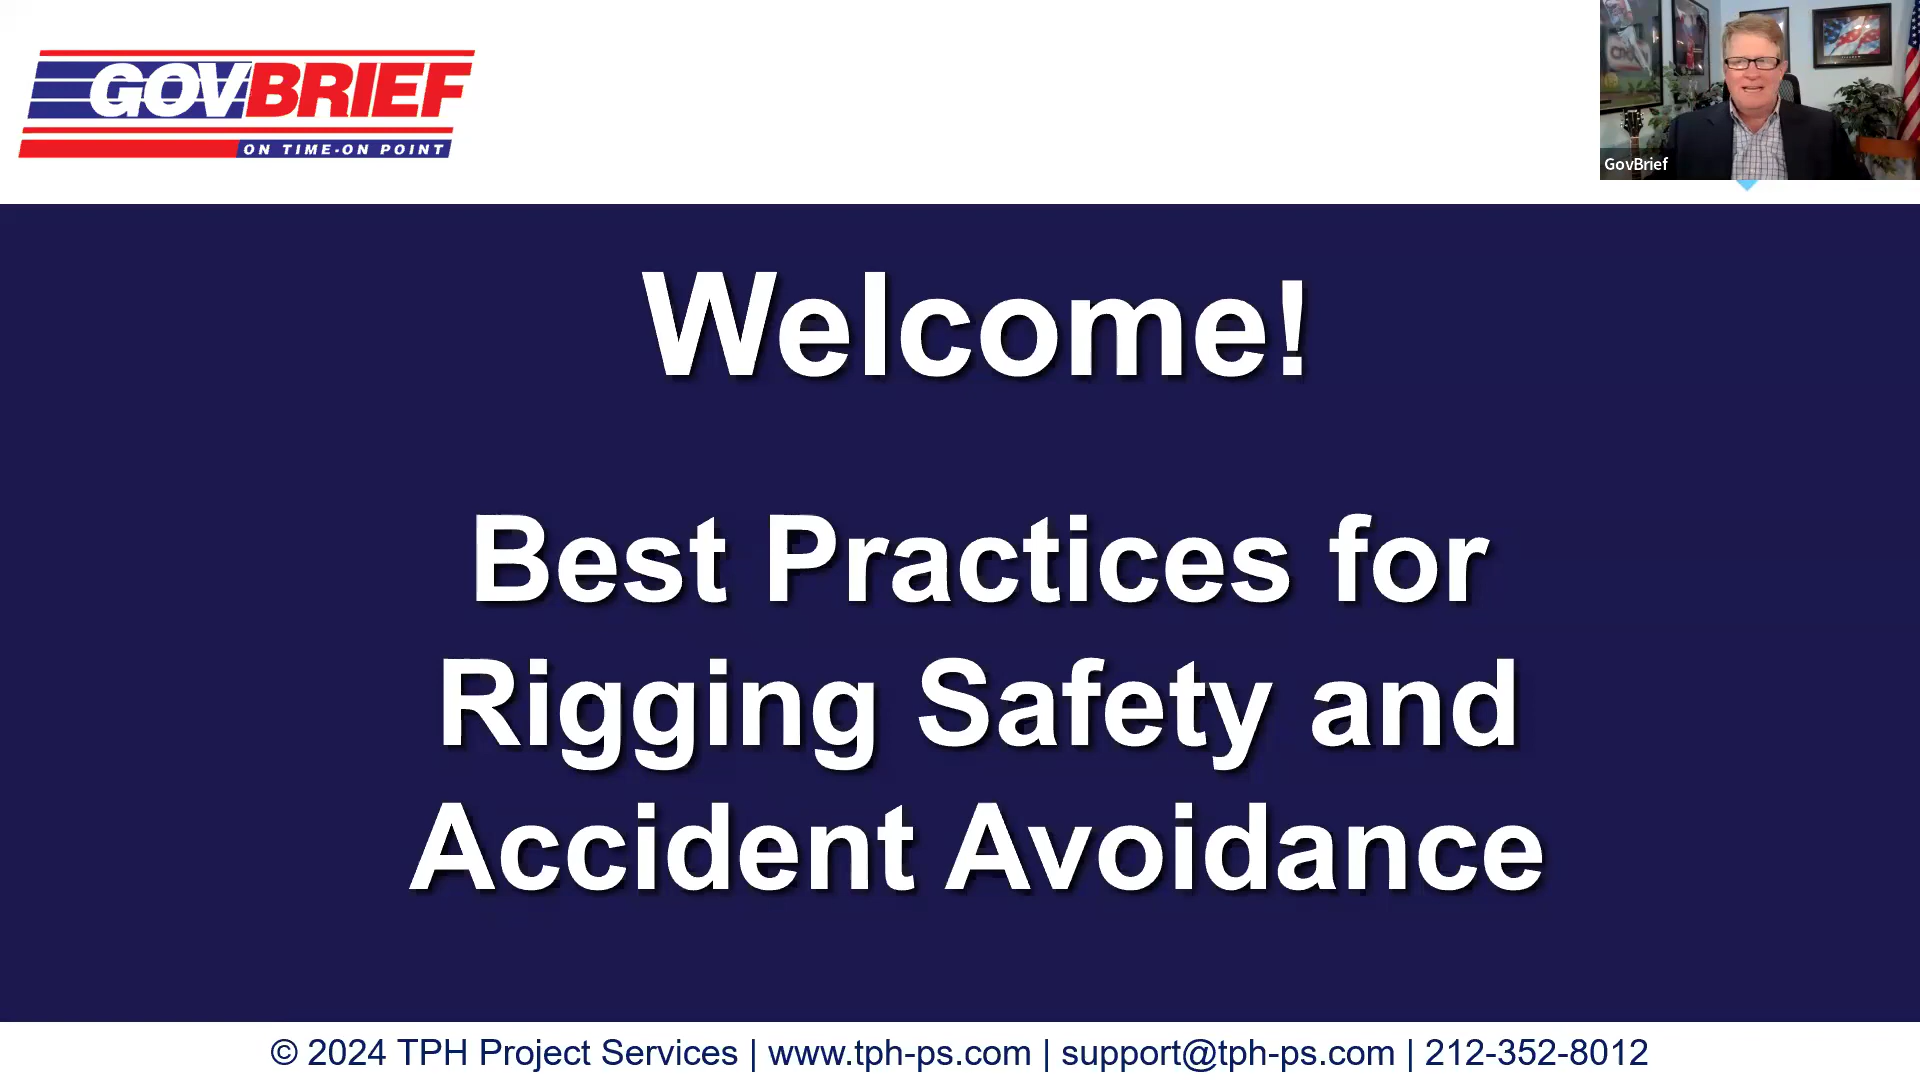 GOVBRIEF
ON TIME-ON POINT
GovBrief
Welcome!
Best Practices for
Rigging Safety and
Accident Avoidance
© 2024 TPH Project Services | www.tph-ps.com | support@tph-ps.com | 212-352-8012